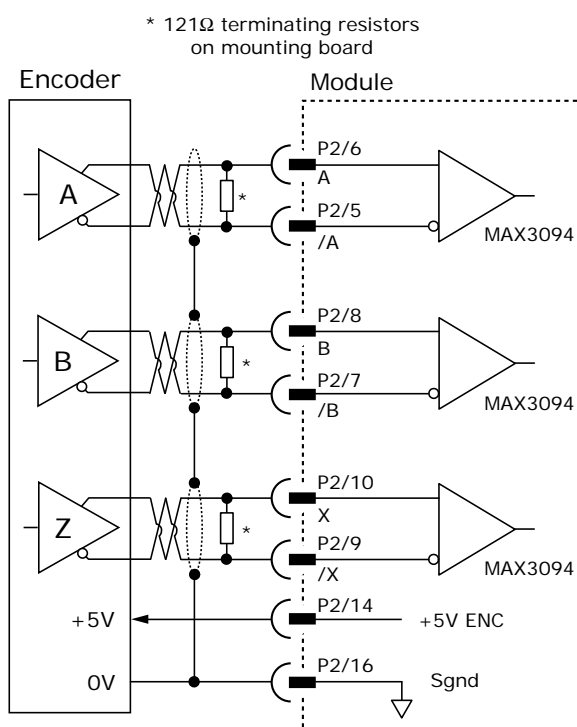 * 121Ω terminating resistors
on mounting board
Encoder
Module
A
*
P2/6
A
P2/5
/A
MAX3094
B
*
P2/8
B
P2/7
/B
MAX3094
Z
*
P2/10
X
P2/9
/X
MAX3094
+5V
P2/14
+5V ENC
0V
P2/16
Sgnd